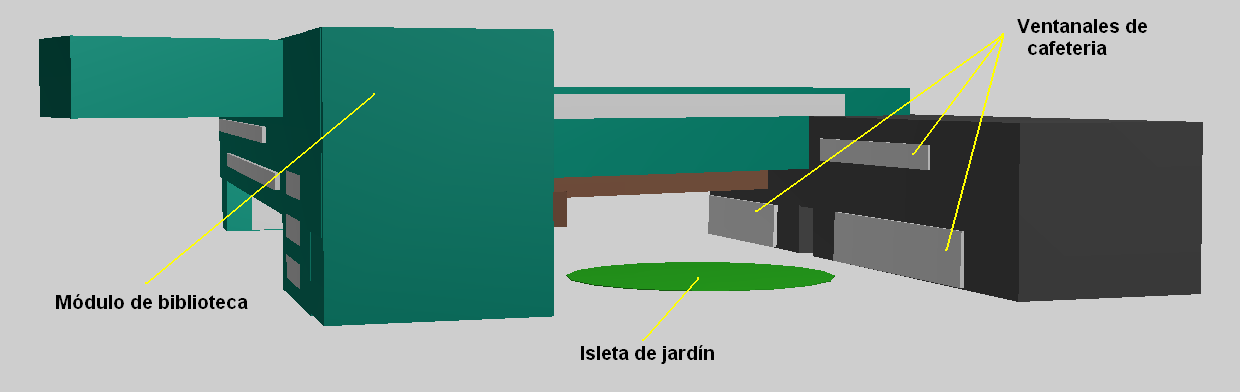 Ventanales de
cafeteria
Módulo de biblioteca
Isleta de jardín